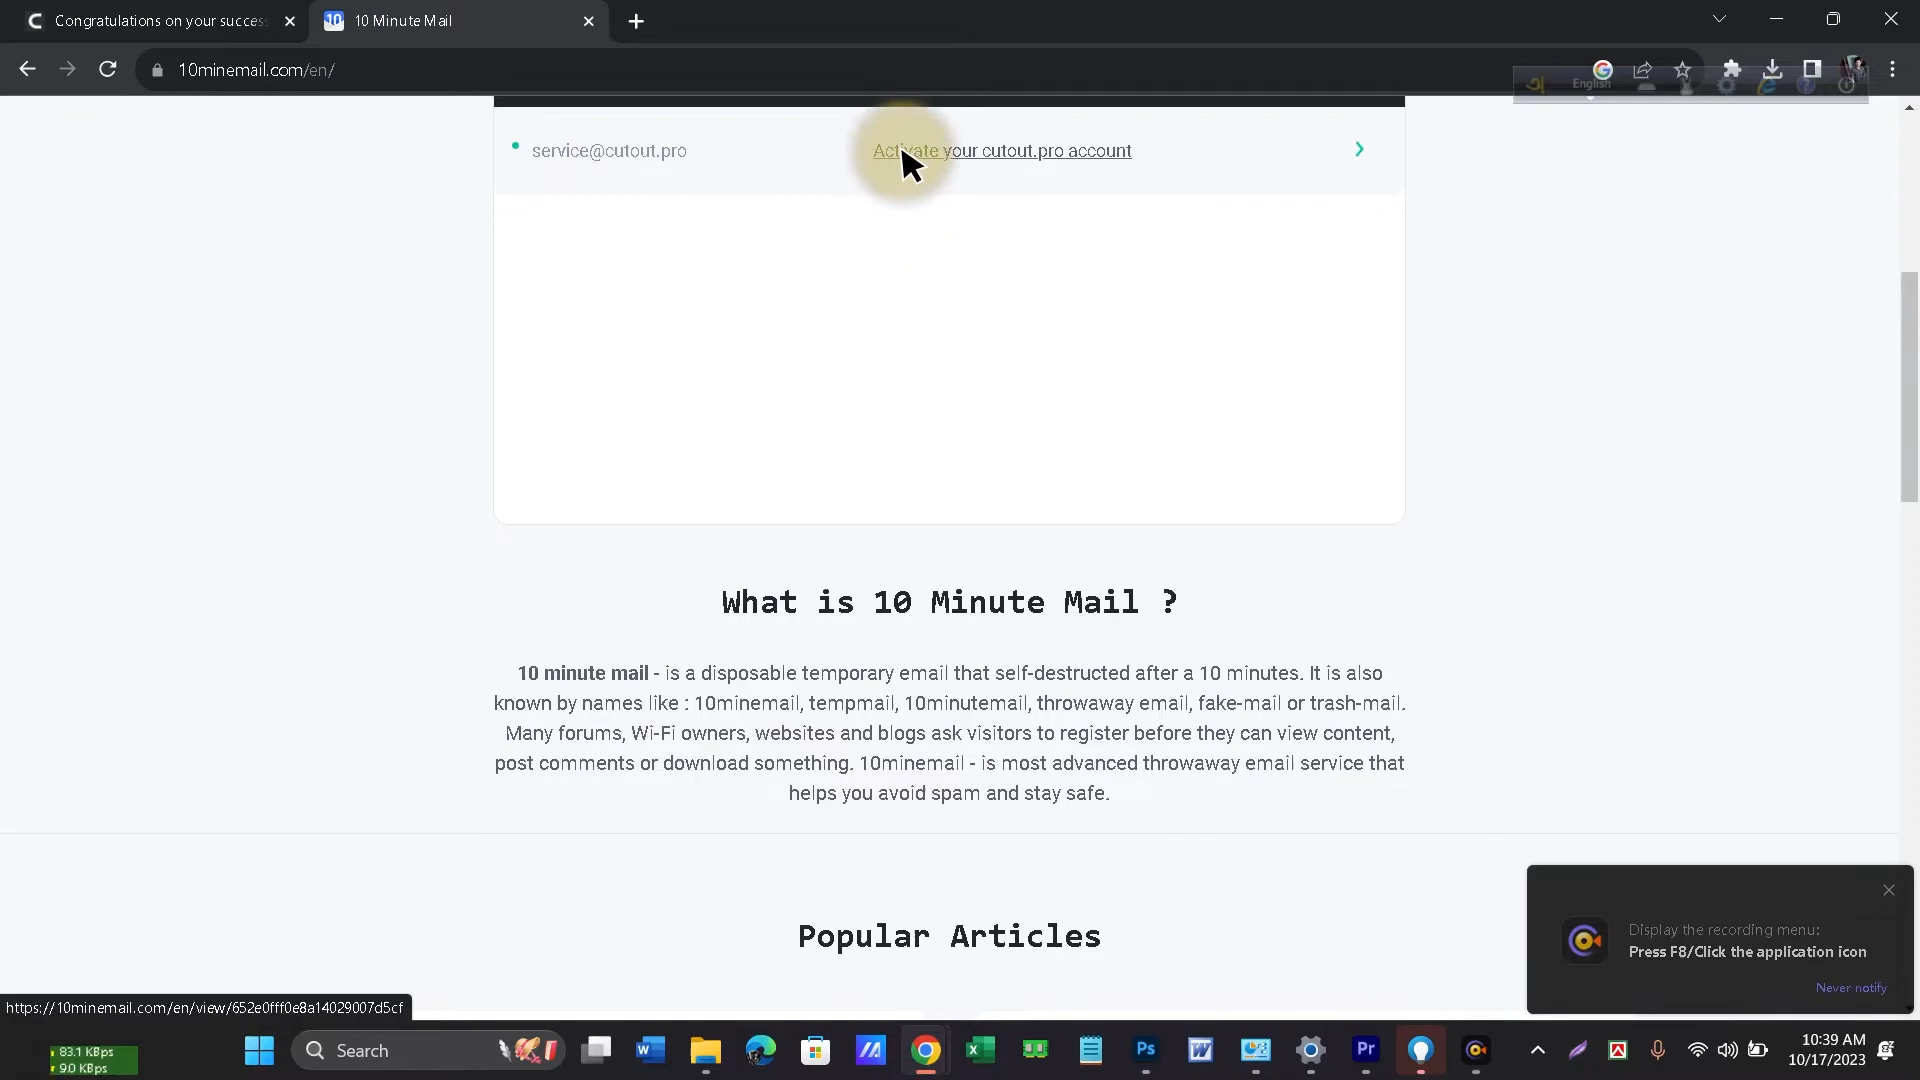 Congratulations on your succes
10 Minute Mail
10minemail.com/en/
English
service@cutout.pro
Activate your cutout.pro account
What is 10 Minute Mail ?
10 minute mail - is a disposable temporary email that self-destructed after a 10 minutes. It is also
known by names like : 10minemail, tempmail, 10minutemail, throwaway email, fake-mail or trash-mail.
Many forums, Wi-Fi owners, websites and blogs ask visitors to register before they can view content,
post comments or download something. 10minemail - is most advanced throwaway email service that
helps you avoid spam and stay safe.
Popular Articles
Display the recording menu:
Press F8/Click the application icon
Never notify
https://10minemail.com/en/view/652e0fff0e8a14029007d5cf
83.1 KBps
9.0 KBps
Search
10:39 AM
10/17/2023